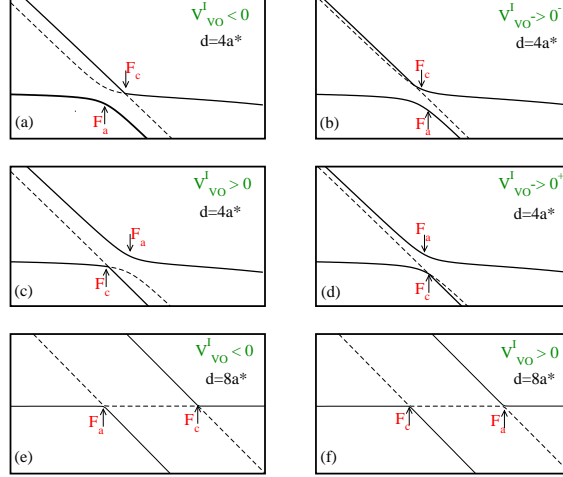 V^I_VO < 0
d=4a*
F_c
F_a
(a)
V^I_VO -> 0^-
d=4a*
F_c
F_a
(b)
V^I_VO > 0
d=4a*
F_a
F_c
(c)
V^I_VO -> 0^+
d=4a*
F_a
F_c
(d)
V^I_VO < 0
d=8a*
F_a
F_c
(e)
V^I_VO > 0
d=8a*
F_c
F_a
(f)